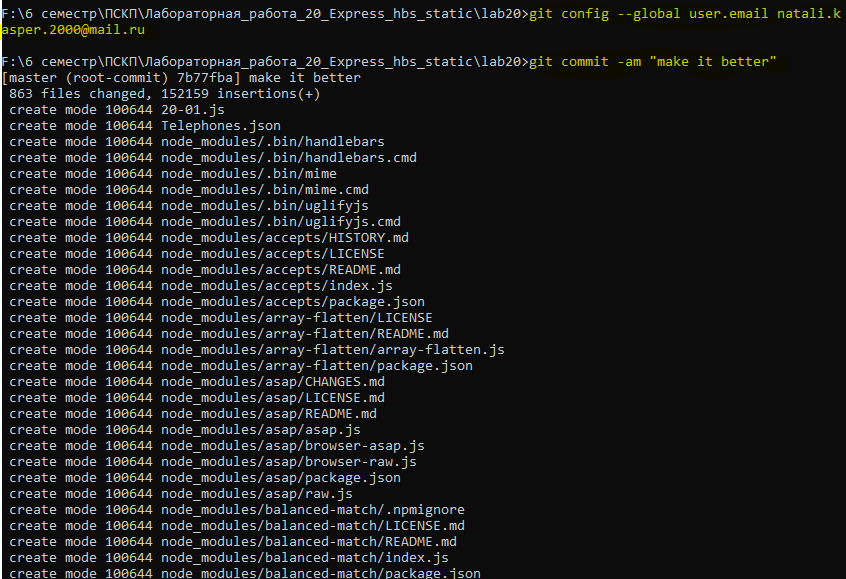 F:\6 семестр\ПСКП\Лабораторная_работа_20_Express_hbs_static\lab20>git config --global user.email natali.k
asper.2000@mail.ru
F:\6 семестр\ПСКП\Лабораторная_работа_20_Express_hbs_static\lab20>git commit -am "make it better"
[master (root-commit) 7b77fba] make it better
 863 files changed, 152159 insertions(+)
 create mode 100644 20-01.js
 create mode 100644 Telephones.json
 create mode 100644 node_modules/.bin/handlebars
 create mode 100644 node_modules/.bin/handlebars.cmd
 create mode 100644 node_modules/.bin/mime
 create mode 100644 node_modules/.bin/mime.cmd
 create mode 100644 node_modules/.bin/uglifyjs
 create mode 100644 node_modules/.bin/uglifyjs.cmd
 create mode 100644 node_modules/accepts/HISTORY.md
 create mode 100644 node_modules/accepts/LICENSE
 create mode 100644 node_modules/accepts/README.md
 create mode 100644 node_modules/accepts/index.js
 create mode 100644 node_modules/accepts/package.json
 create mode 100644 node_modules/array-flatten/LICENSE
 create mode 100644 node_modules/array-flatten/README.md
 create mode 100644 node_modules/array-flatten/array-flatten.js
 create mode 100644 node_modules/array-flatten/package.json
 create mode 100644 node_modules/asap/CHANGES.md
 create mode 100644 node_modules/asap/LICENSE.md
 create mode 100644 node_modules/asap/README.md
 create mode 100644 node_modules/asap/asap.js
 create mode 100644 node_modules/asap/browser-asap.js
 create mode 100644 node_modules/asap/browser-raw.js
 create mode 100644 node_modules/asap/package.json
 create mode 100644 node_modules/asap/raw.js
 create mode 100644 node_modules/balanced-match/.npmignore
 create mode 100644 node_modules/balanced-match/LICENSE.md
 create mode 100644 node_modules/balanced-match/README.md
 create mode 100644 node_modules/balanced-match/index.js
 create mode 100644 node_modules/balanced-match/package.json